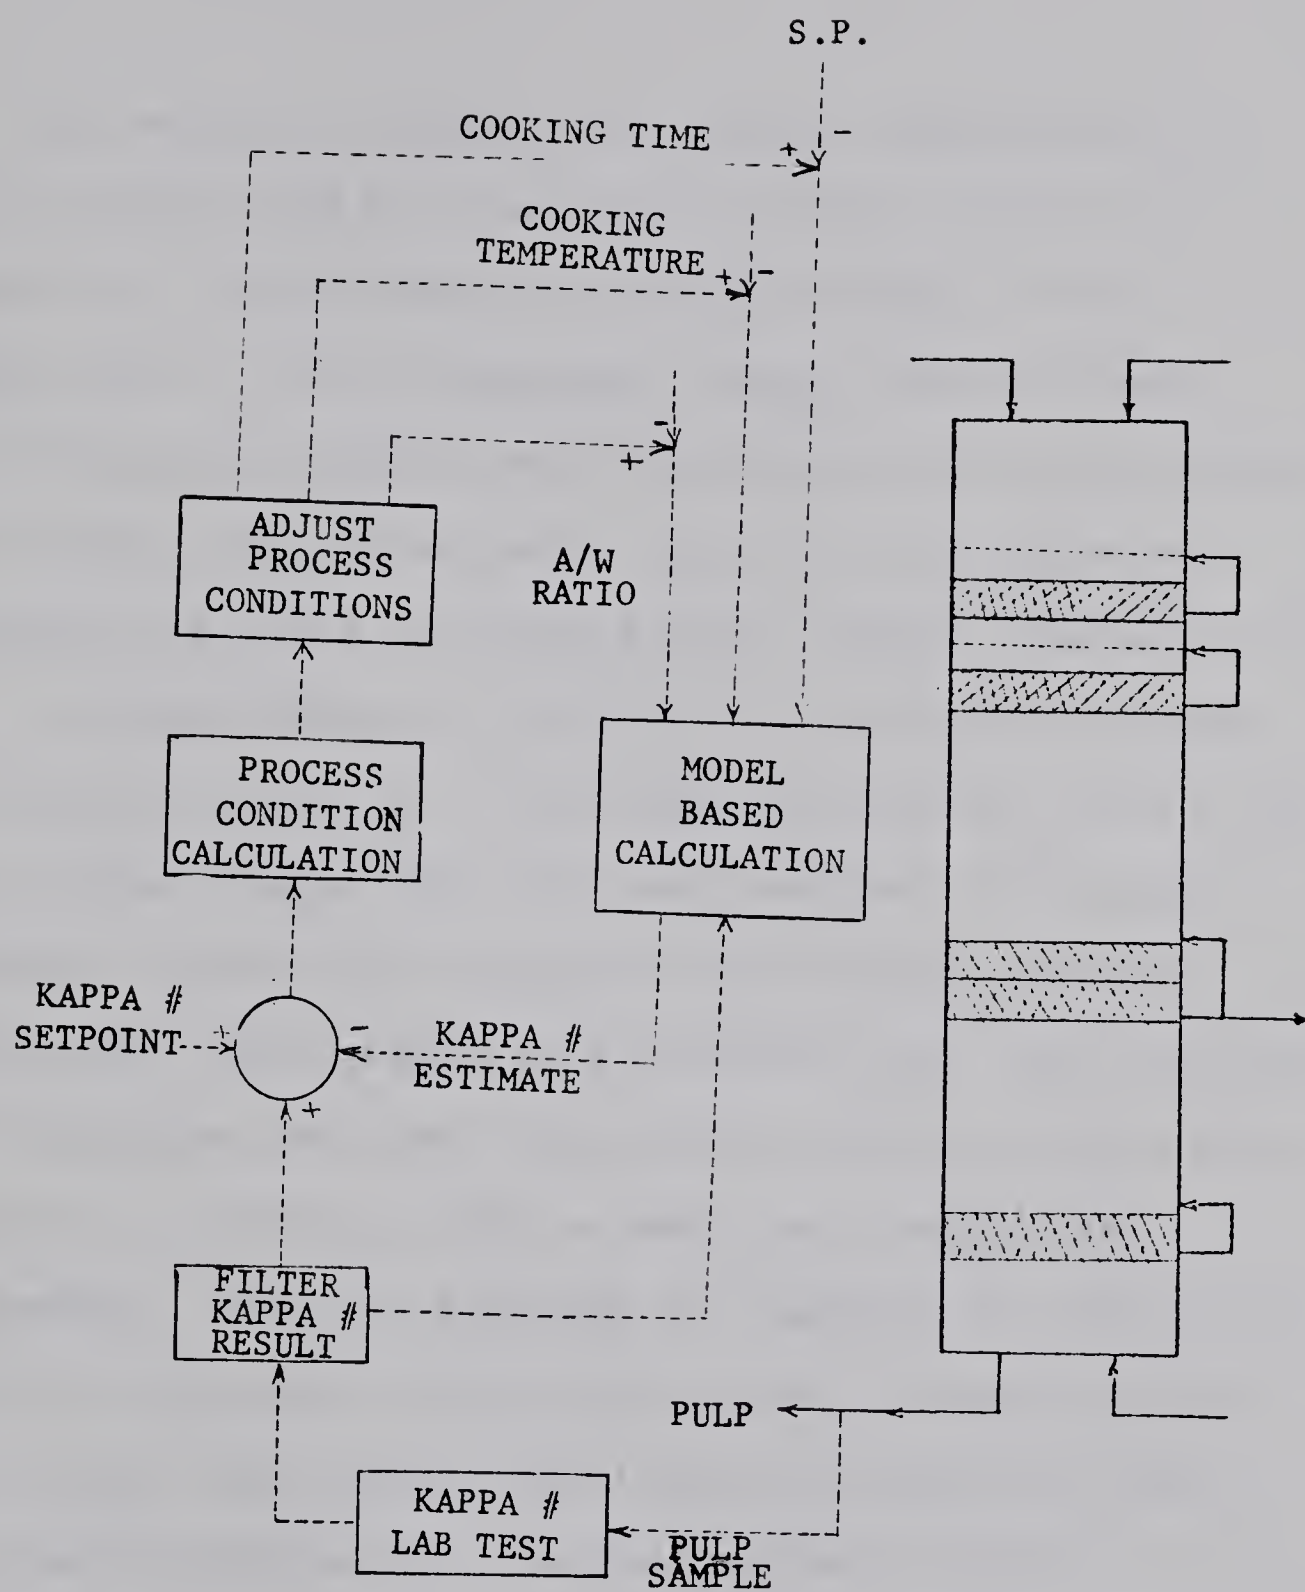 S.P.
-
COOKING TIME
+
COOKING
TEMPERATURE
+
-
-
+
ADJUST
PROCESS
CONDITIONS
A/W
RATIO
PROCESS
CONDITION
CALCULATION
MODEL
BASED
CALCULATION
KAPPA #
SETPOINT
+
-
KAPPA #
ESTIMATE
+
FILTER
KAPPA #
RESULT
PULP
KAPPA #
LAB TEST
PULP
SAMPLE